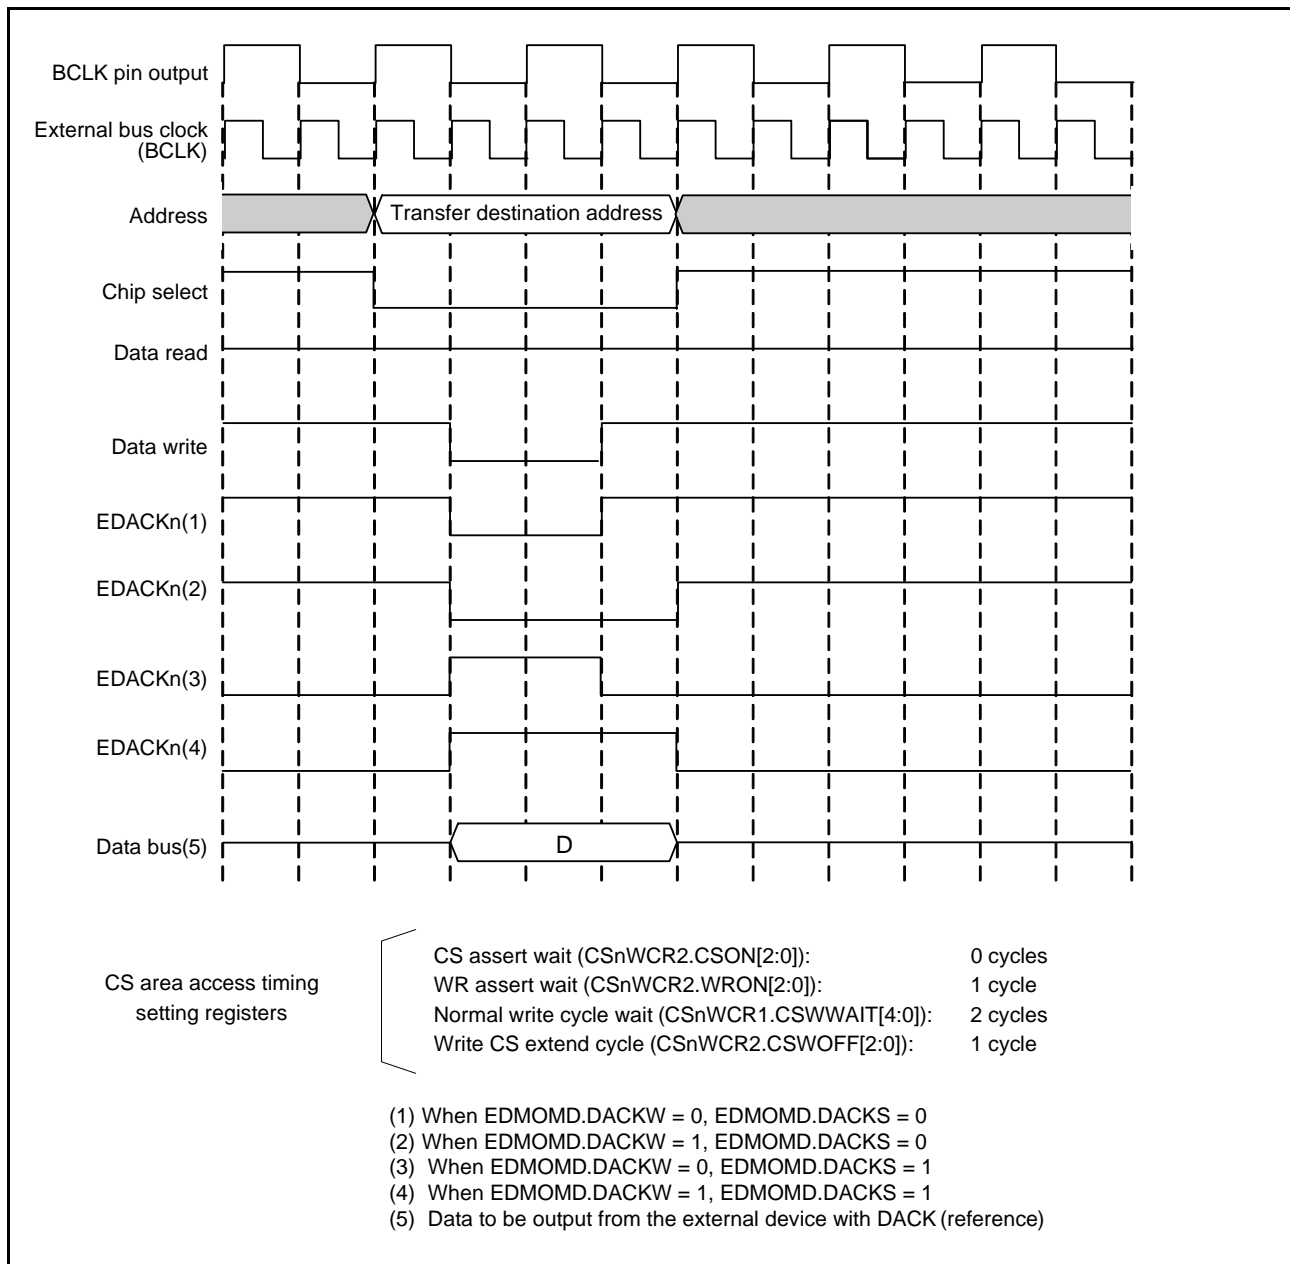 BCLK pin output
External bus clock
(BCLK)
Address
Transfer destination address
Chip select
Data read
Data write
EDACKn(1)
EDACKn(2)
EDACKn(3)
EDACKn(4)
Data bus(5)
D
CS area access timing
setting registers
CS assert wait (CSnWCR2.CSON[2:0]): 0 cycles
WR assert wait (CSnWCR2.WRON[2:0]): 1 cycle
Normal write cycle wait (CSnWCR1.CSWWAIT[4:0]): 2 cycles
Write CS extend cycle (CSnWCR2.CSWOFF[2:0]): 1 cycle
(1) When EDMOMD.DACKW = 0, EDMOMD.DACKS = 0
(2) When EDMOMD.DACKW = 1, EDMOMD.DACKS = 0
(3) When EDMOMD.DACKW = 0, EDMOMD.DACKS = 1
(4) When EDMOMD.DACKW = 1, EDMOMD.DACKS = 1
(5) Data to be output from the external device with DACK (reference)